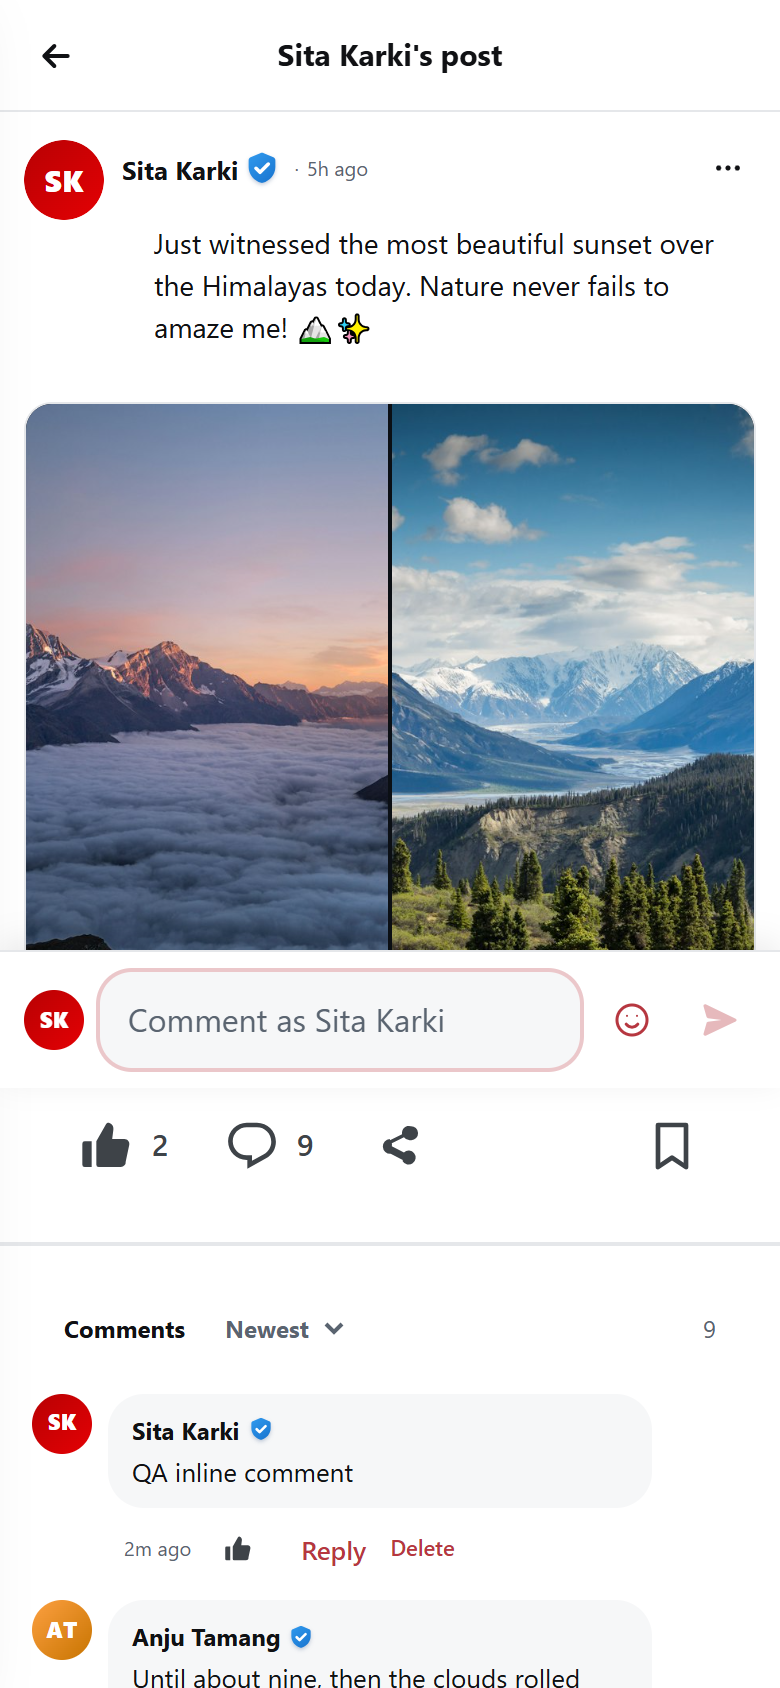 Sita Karki's post
SK
Sita Karki
· 5h ago
Just witnessed the most beautiful sunset over
the Himalayas today. Nature never fails to
amaze me! 🏔️✨
SK
Comment as Sita Karki
2
9
Comments
Newest
9
SK
Sita Karki
QA inline comment
2m ago
Reply
Delete
AT
Anju Tamang
Until about nine, then the clouds rolled